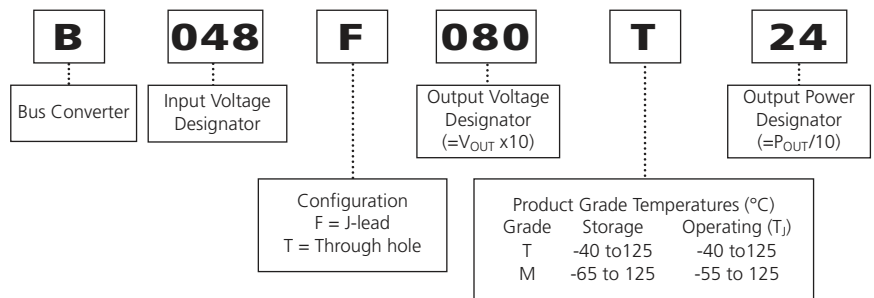 B 048 F 080 T 24
Bus Converter
Input Voltage
Designator
Output Voltage
Designator
(=VOUT x10)
Output Power
Designator
(=POUT/10)
Configuration
F = J-lead
T = Through hole
Product Grade Temperatures (°C)
Grade Storage Operating (TJ)
T -40 to125 -40 to125
M -65 to 125 -55 to 125